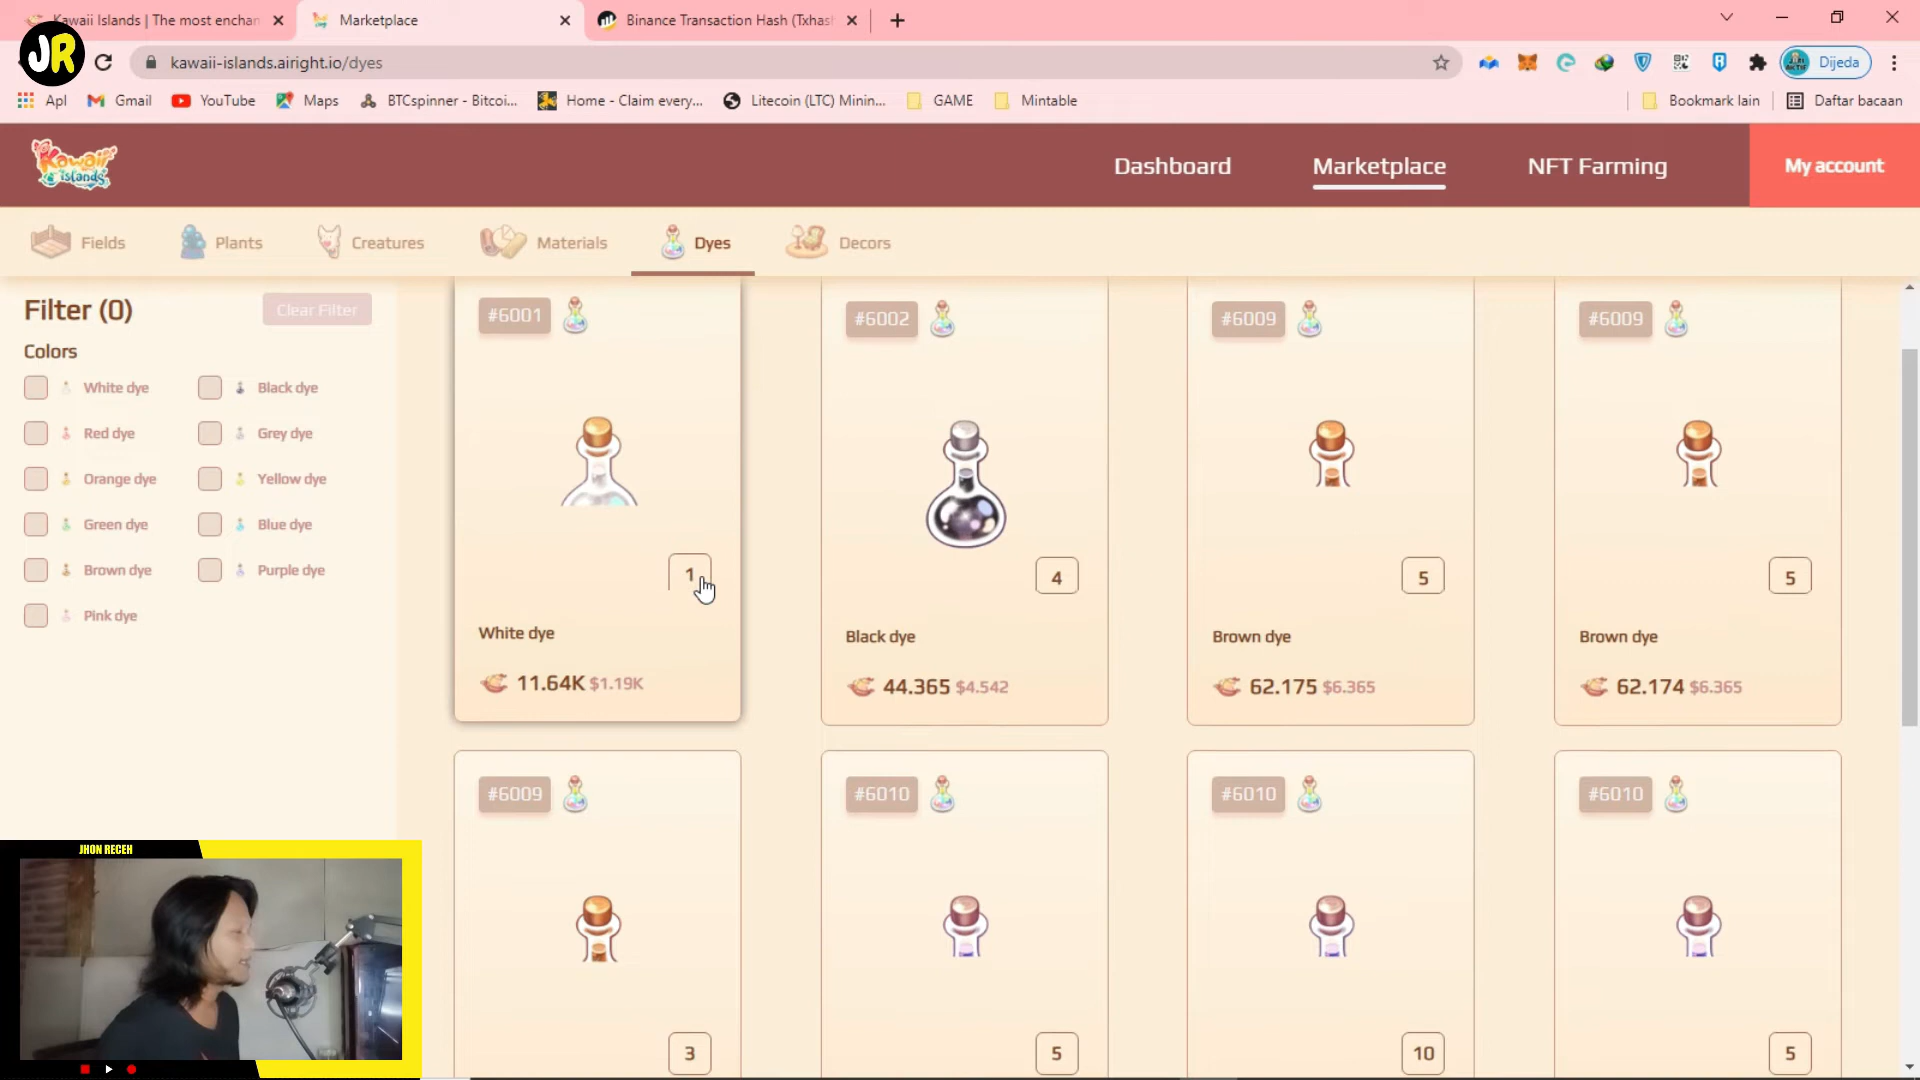 Kawaii Islands | The most enchan
Marketplace
Binance Transaction Hash (Txhas
JR
kawaii-islands.airight.io/dyes
Dijeda
Apl
Gmail
YouTube
Maps
BTCspinner - Bitcoi...
Home - Claim every...
Litecoin (LTC) Minin...
GAME
Mintable
Bookmark lain
Daftar bacaan
Kawaii Islands
Dashboard
Marketplace
NFT Farming
My account
Fields
Plants
Creatures
Materials
Dyes
Decors
Filter (0)
Clear Filter
Colors
White dye
Black dye
Red dye
Grey dye
Orange dye
Yellow dye
Green dye
Blue dye
Brown dye
Purple dye
Pink dye
#6001
1
White dye
11.64K $1.19K
#6002
4
Black dye
44.365 $4.542
#6009
5
Brown dye
62.175 $6.365
#6009
5
Brown dye
62.174 $6.365
#6009
3
#6010
5
#6010
10
#6010
5
JHON RECEH